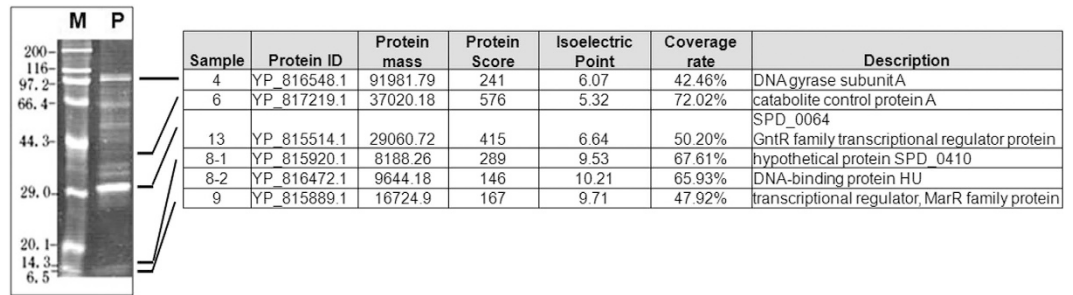 M P
200-
116-
97.2-
66.4-
44.3-
29.0-
20.1-
14.3-
6.5-
Sample Protein ID Protein mass Protein Score Isoelectric Point Coverage rate Description
4 YP_816548.1 91981.79 241 6.07 42.46% DNA gyrase subunit A
6 YP_817219.1 37020.18 576 5.32 72.02% catabolite control protein A
SPD_0064
13 YP_815514.1 29060.72 415 6.64 50.20% GntR family transcriptional regulator protein
8-1 YP_815920.1 8188.26 289 9.53 67.61% hypothetical protein SPD_0410
8-2 YP_816472.1 9644.18 146 10.21 65.93% DNA-binding protein HU
9 YP_815889.1 16724.9 167 9.71 47.92% transcriptional regulator, MarR family protein